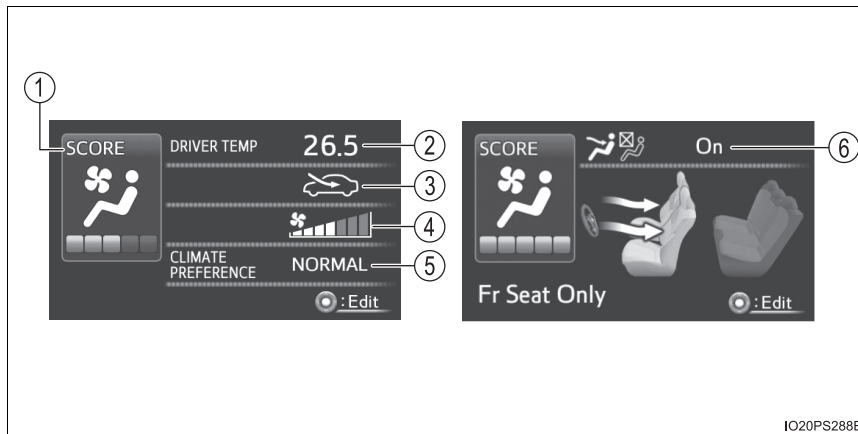 1
SCORE
DRIVER TEMP 26.5
2
3
4
CLIMATE
PREFERENCE NORMAL
5
:Edit
SCORE
On
6
Fr Seat Only
:Edit
IO20PS288E